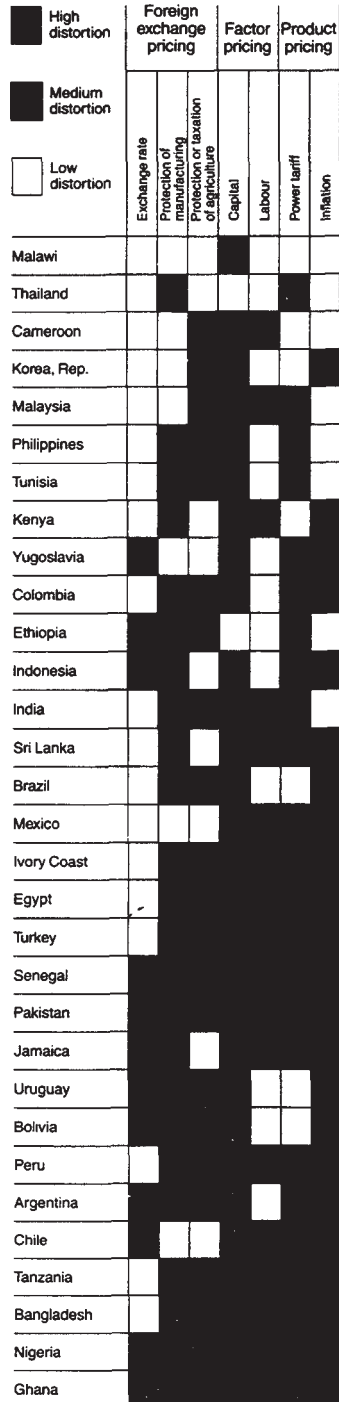 High
distortion
Medium
distortion
Low
distortion
Foreign
exchange
pricing
Factor
pricing
Product
pricing
Exchange rate
Protection of
manufacturing
Protection or taxation
of agriculture
Capital
Labour
Power tariff
Inflation
Malawi
Thailand
Cameroon
Korea, Rep.
Malaysia
Philippines
Tunisia
Kenya
Yugoslavia
Colombia
Ethiopia
Indonesia
India
Sri Lanka
Brazil
Mexico
Ivory Coast
Egypt
Turkey
Senegal
Pakistan
Jamaica
Uruguay
Bolivia
Peru
Argentina
Chile
Tanzania
Bangladesh
Nigeria
Ghana